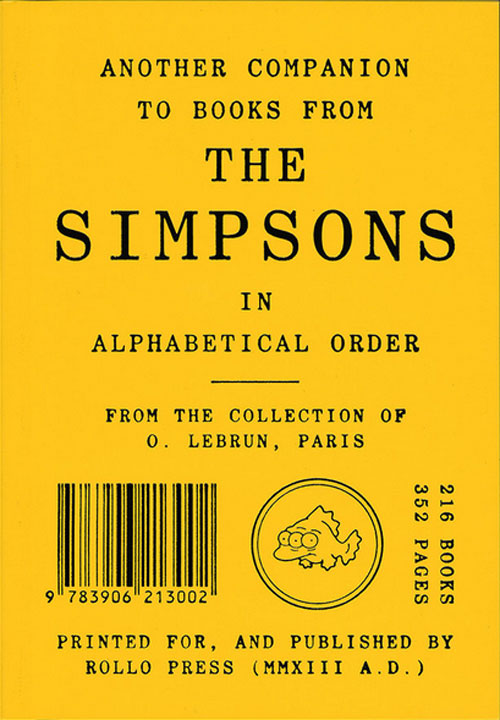 ANOTHER COMPANION
TO BOOKS FROM
THE
SIMPSONS
IN
ALPHABETICAL ORDER
FROM THE COLLECTION OF
O. LEBRUN, PARIS
9 783906 213002
216 BOOKS
352 PAGES
PRINTED FOR, AND PUBLISHED BY
ROLLO PRESS (MMXIII A.D.)